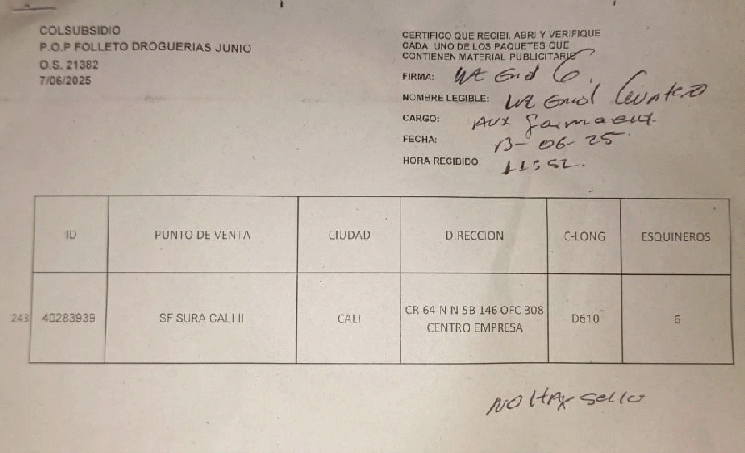 COLSUBSIDIO
P.O.P FOLLETO DROGUERIAS JUNIO
O.S. 21382
7/06/2025
CERTIFICO QUE RECIBI, ABRI Y VERIFIQUE
CADA UNO DE LOS PAQUETES QUE
CONTIENEN MATERIAL PUBLICITARIO
FIRMA:
NOMBRE LEGIBLE:
CARGO: Aux
FECHA: 13-06-25
HORA RECIBIDO 11:52
ID PUNTO DE VENTA CIUDAD DIRECCION C-LONG ESQUINEROS
243 40283939 SF SURA CALI II CALI CR 64 N N 5B 146 OFC 308 D610 6
CENTRO EMPRESA
NO HAY SELLO